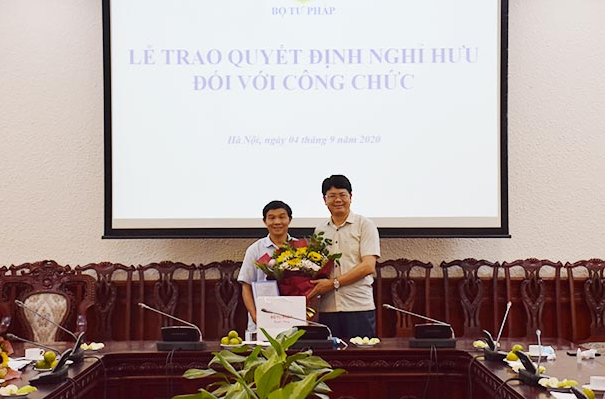 BỘ TƯ PHÁP
LỄ TRAO QUYẾT ĐỊNH NGHỈ HƯU
ĐỐI VỚI CÔNG CHỨC
Hà Nội, ngày 04 tháng 9 năm 2020